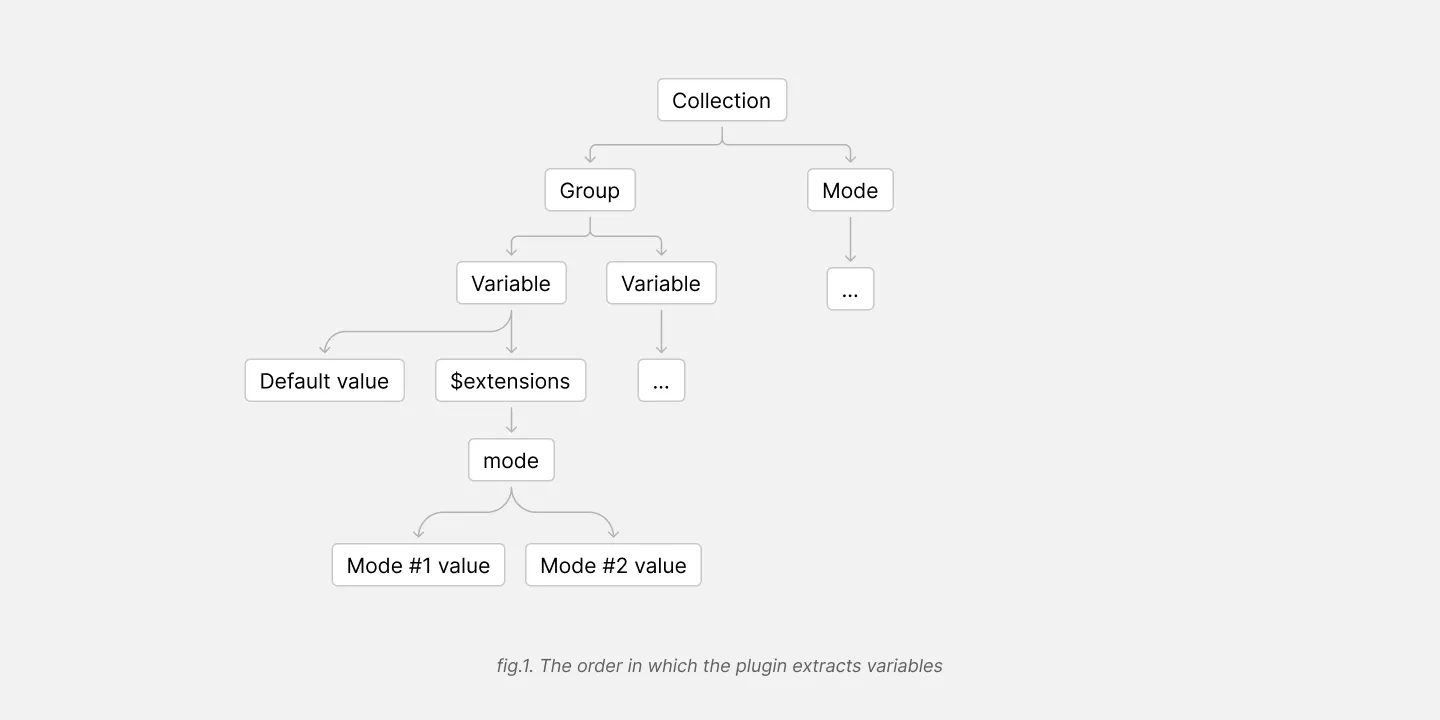 Collection
Group
Mode
Variable
Variable
...
Default value
$extensions
...
mode
Mode #1 value
Mode #2 value
fig.1. The order in which the plugin extracts variables